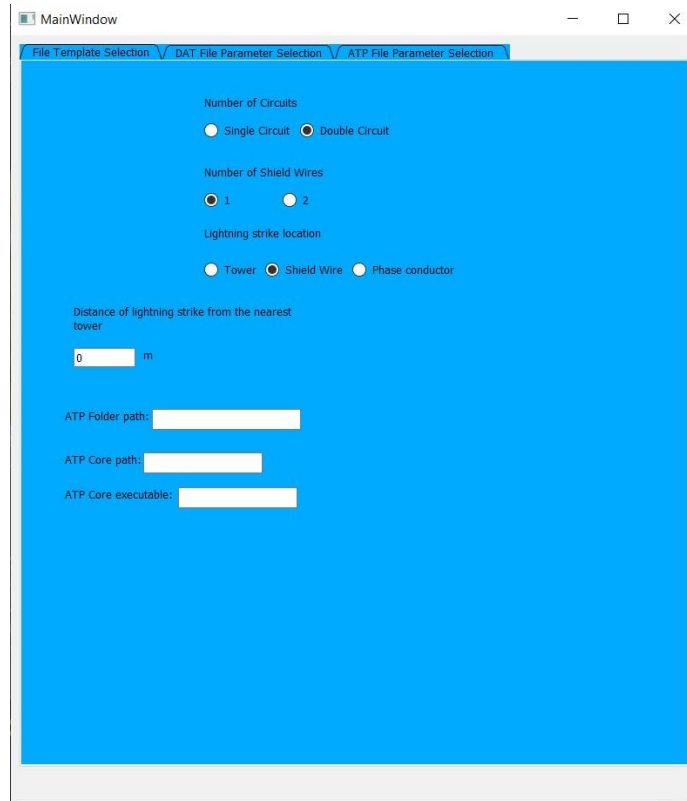 MainWindow
File Template Selection DAT File Parameter Selection ATP File Parameter Selection
Number of Circuits
Single Circuit Double Circuit
Number of Shield Wires
1 2
Lightning strike location
Tower Shield Wire Phase conductor
Distance of lightning strike from the nearest
tower
0 m
ATP Folder path:
ATP Core path:
ATP Core executable: